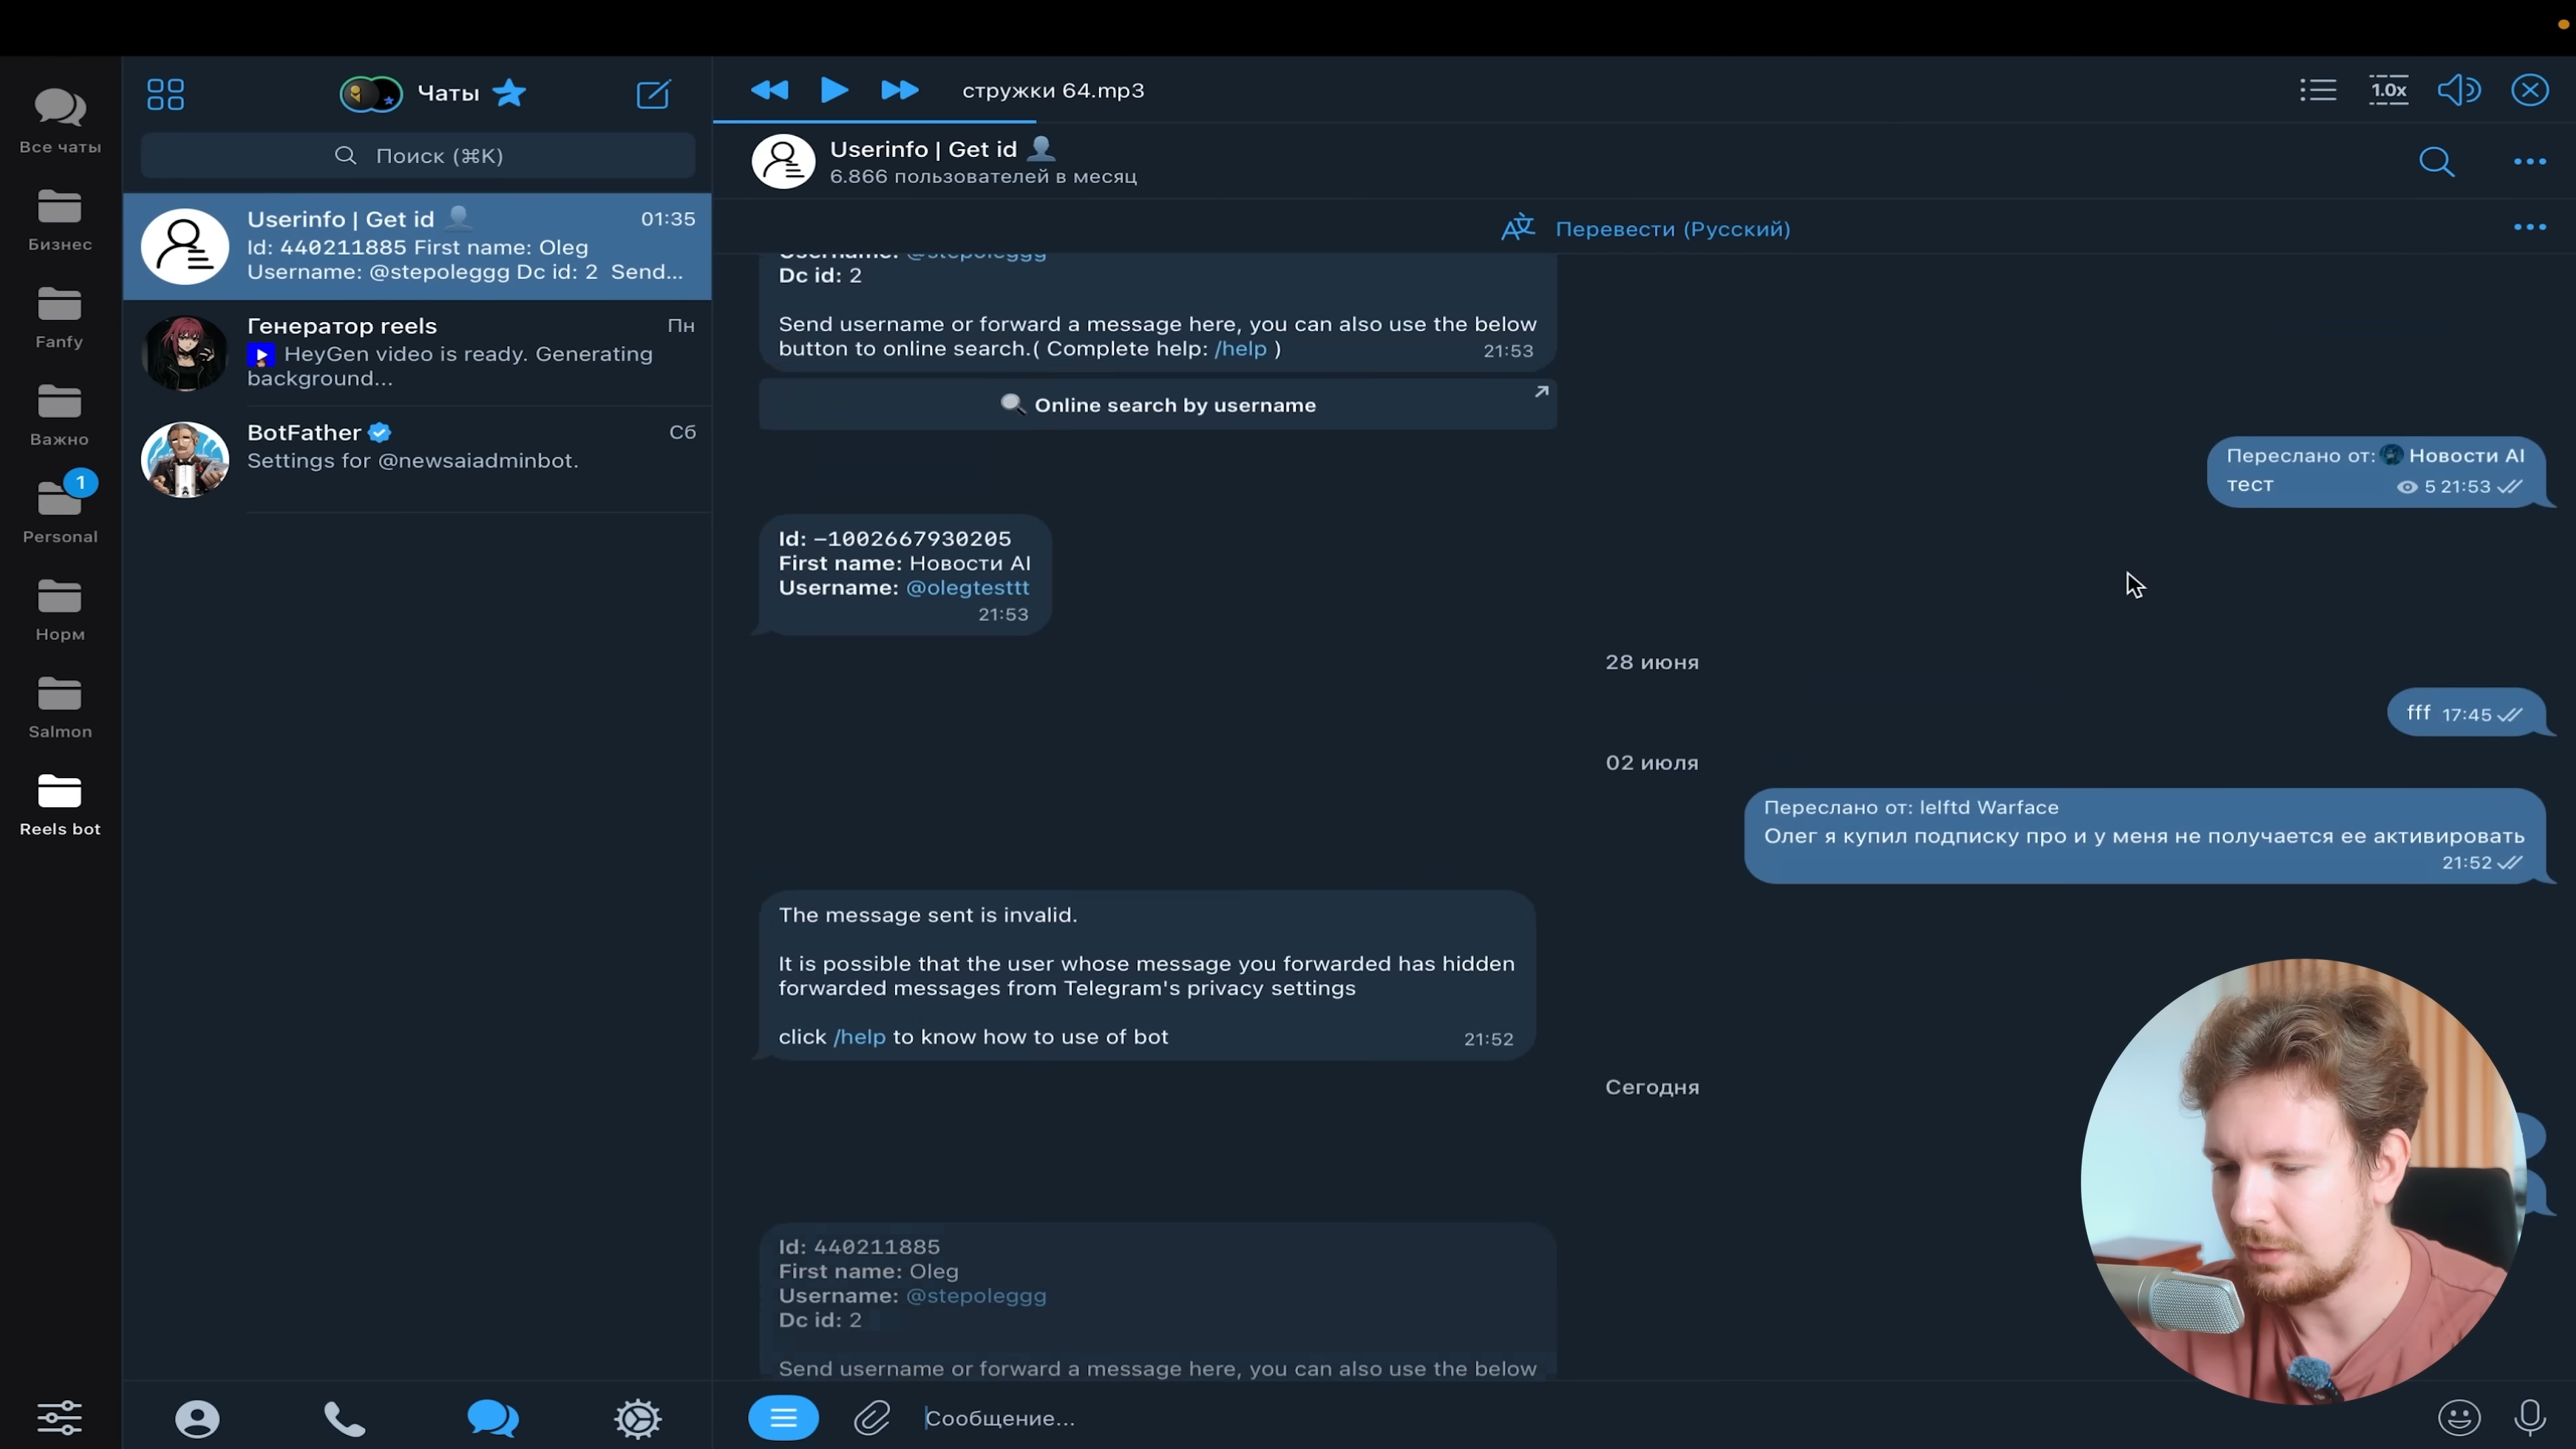 Все чаты
Бизнес
Fanfy
Важно
1
Personal
Норм
Salmon
Reels bot
Чаты
Поиск (⌘K)
Userinfo | Get id 👤 01:35
Id: 440211885 First name: Oleg
Username: @stepoleggg Dc id: 2 Send...
Генератор reels Пн
HeyGen video is ready. Generating
background...
BotFather Сб
Settings for @newsaiadminbot.
стружки 64.mp3
1.0x
Userinfo | Get id 👤
6.866 пользователей в месяц
Перевести (Русский)
Username: @stepoleggg
Dc id: 2
Send username or forward a message here, you can also use the below
button to online search.( Complete help: /help ) 21:53
🔍 Online search by username
Переслано от: Новости AI
тест 5 21:53
Id: −1002667930205
First name: Новости AI
Username: @olegtesttt
21:53
28 июня
fff 17:45
02 июля
Переслано от: lelftd Warface
Олег я купил подписку про и у меня не получается ее активировать
21:52
The message sent is invalid.
It is possible that the user whose message you forwarded has hidden
forwarded messages from Telegram's privacy settings
click /help to know how to use of bot 21:52
Сегодня
Id: 440211885
First name: Oleg
Username: @stepoleggg
Dc id: 2
Send username or forward a message here, you can also use the below
Сообщение...